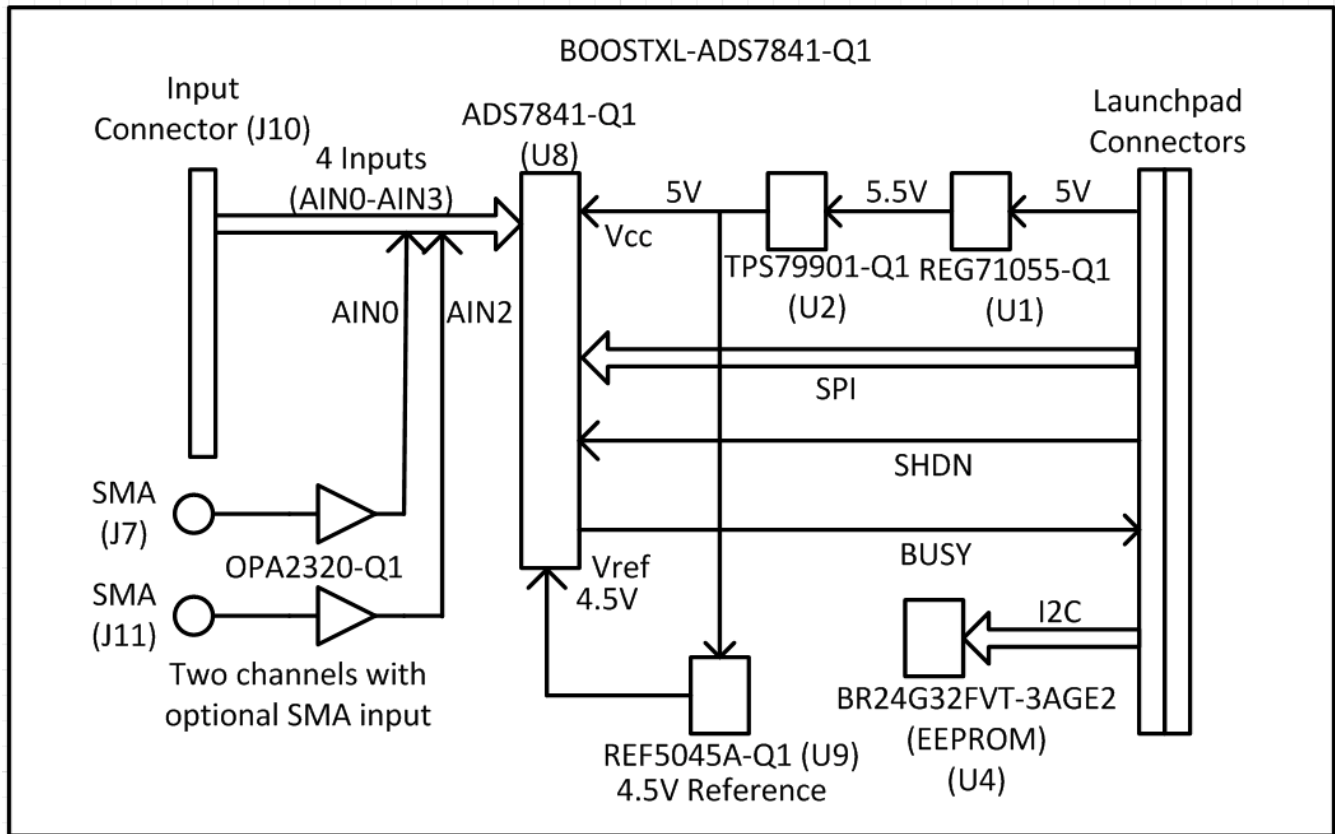 BOOSTXL-ADS7841-Q1
Input
Connector (J10)
4 Inputs
(AIN0-AIN3)
ADS7841-Q1
(U8)
Launchpad
Connectors
5V
5.5V
5V
Vcc
TPS79901-Q1
(U2)
REG71055-Q1
(U1)
AIN0
AIN2
SPI
SHDN
BUSY
SMA
(J7)
OPA2320-Q1
SMA
(J11)
Two channels with
optional SMA input
Vref
4.5V
I2C
REF5045A-Q1 (U9)
4.5V Reference
BR24G32FVT-3AGE2
(EEPROM)
(U4)